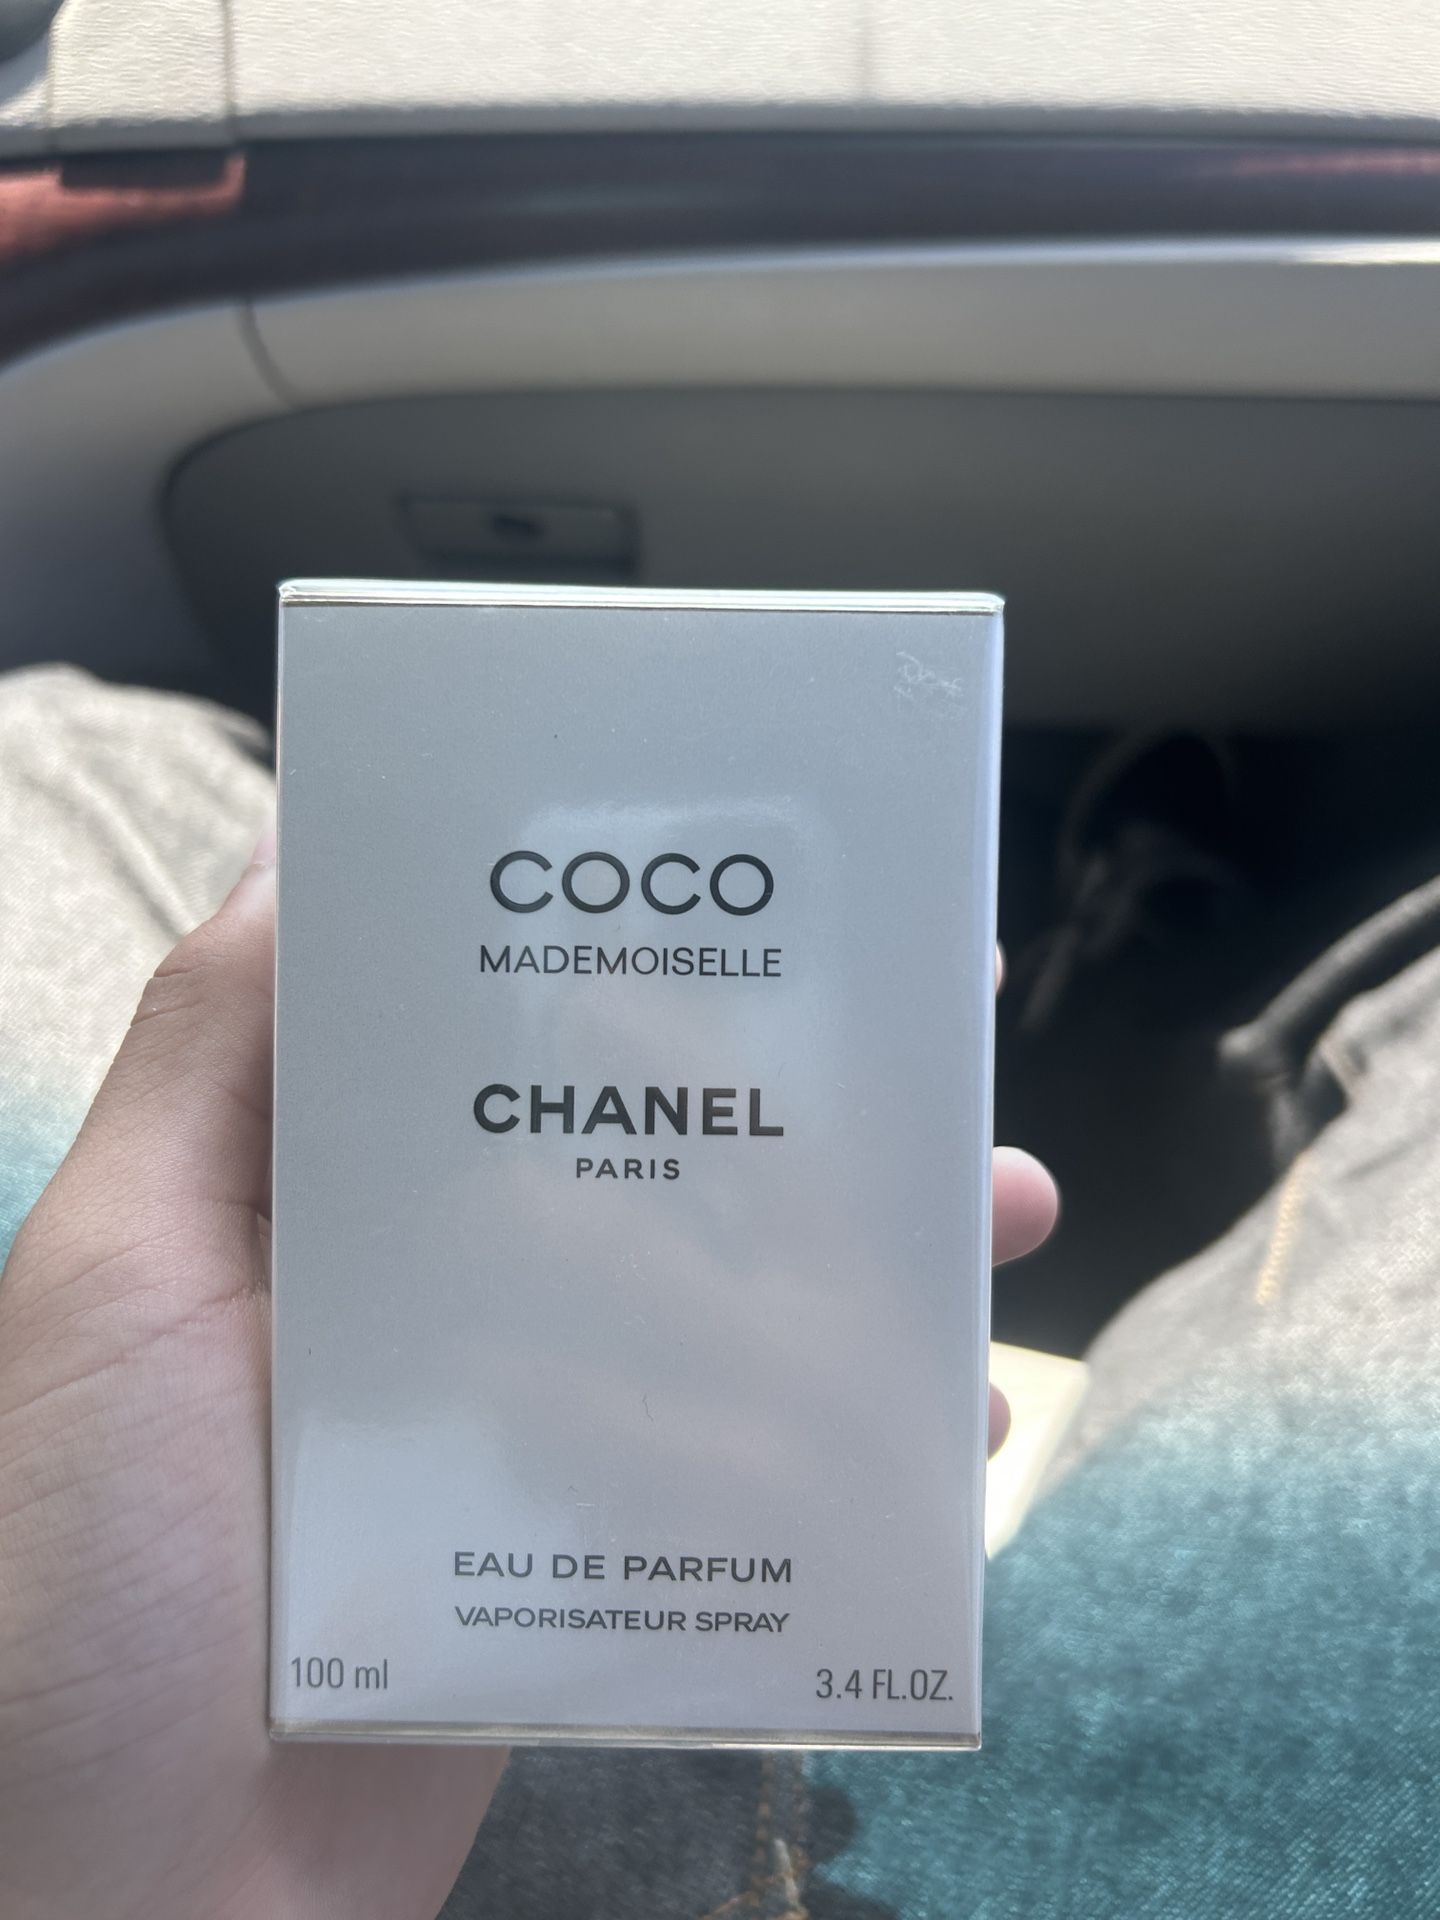 COCO
MADEMOISELLE
CHANEL
PARIS
EAU DE PARFUM
VAPORISATEUR SPRAY
100 ml 3.4 FL.OZ.